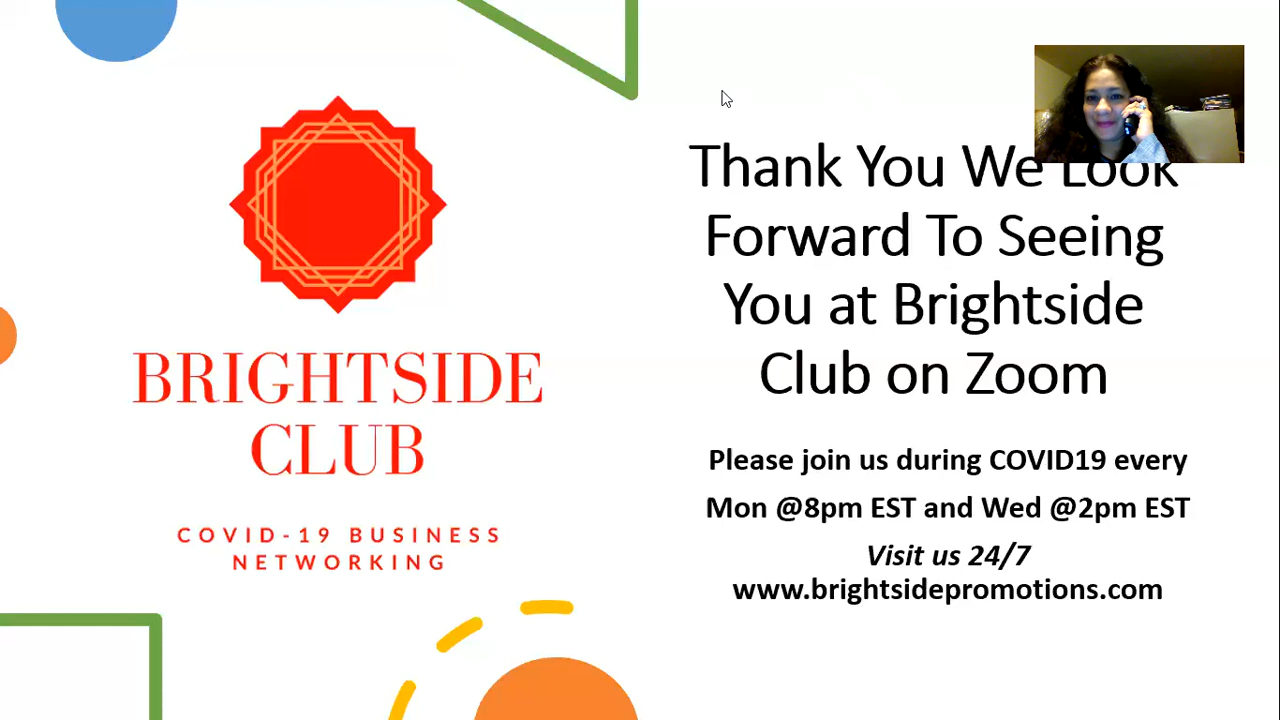 BRIGHTSIDE
CLUB
COVID-19 BUSINESS
NETWORKING
Thank You We Look
Forward To Seeing
You at Brightside
Club on Zoom
Please join us during COVID19 every
Mon @8pm EST and Wed @2pm EST
Visit us 24/7
www.brightsidepromotions.com